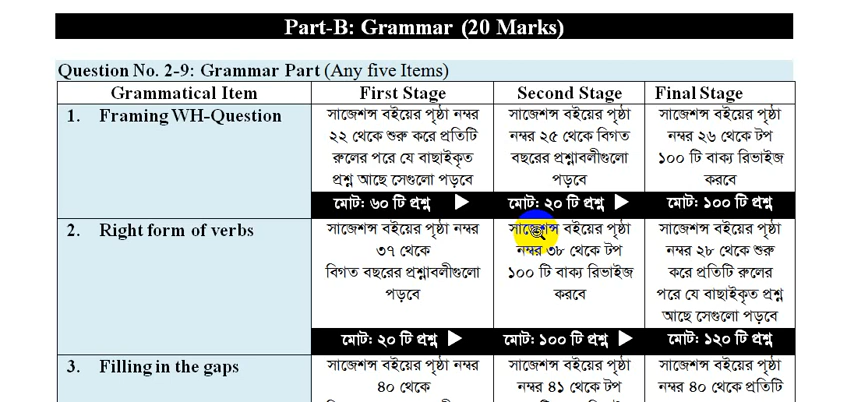 Part-B: Grammar (20 Marks)
Question No. 2-9: Grammar Part (Any five Items)
Grammatical Item First Stage Second Stage Final Stage
1. Framing WH-Question
সাজেশন্স বইয়ের পৃষ্ঠা নম্বর
২২ থেকে শুরু করে প্রতিটি
রুলের পরে যে বাছাইকৃত
প্রশ্ন আছে সেগুলো পড়বে
মোট: ৬০ টি প্রশ্ন
সাজেশন্স বইয়ের পৃষ্ঠা
নম্বর ২৫ থেকে বিগত
বছরের প্রশ্নাবলীগুলো
পড়বে
মোট: ২০ টি প্রশ্ন
সাজেশন্স বইয়ের পৃষ্ঠা
নম্বর ২৬ থেকে টপ
১০০ টি বাক্য রিভাইজ
করবে
মোট: ১০০ টি প্রশ্ন
2. Right form of verbs
সাজেশন্স বইয়ের পৃষ্ঠা নম্বর
৩৭ থেকে
বিগত বছরের প্রশ্নাবলীগুলো
পড়বে
মোট: ২০ টি প্রশ্ন
সাজেশন্স বইয়ের পৃষ্ঠা
নম্বর ৩৮ থেকে টপ
১০০ টি বাক্য রিভাইজ
করবে
মোট: ১০০ টি প্রশ্ন
সাজেশন্স বইয়ের পৃষ্ঠা
নম্বর ২৮ থেকে শুরু
করে প্রতিটি রুলের
পরে যে বাছাইকৃত প্রশ্ন
আছে সেগুলো পড়বে
মোট: ১২০ টি প্রশ্ন
3. Filling in the gaps
সাজেশন্স বইয়ের পৃষ্ঠা নম্বর
৪০ থেকে
সাজেশন্স বইয়ের পৃষ্ঠা
নম্বর ৪১ থেকে টপ
সাজেশন্স বইয়ের পৃষ্ঠা
নম্বর ৪০ থেকে প্রতিটি